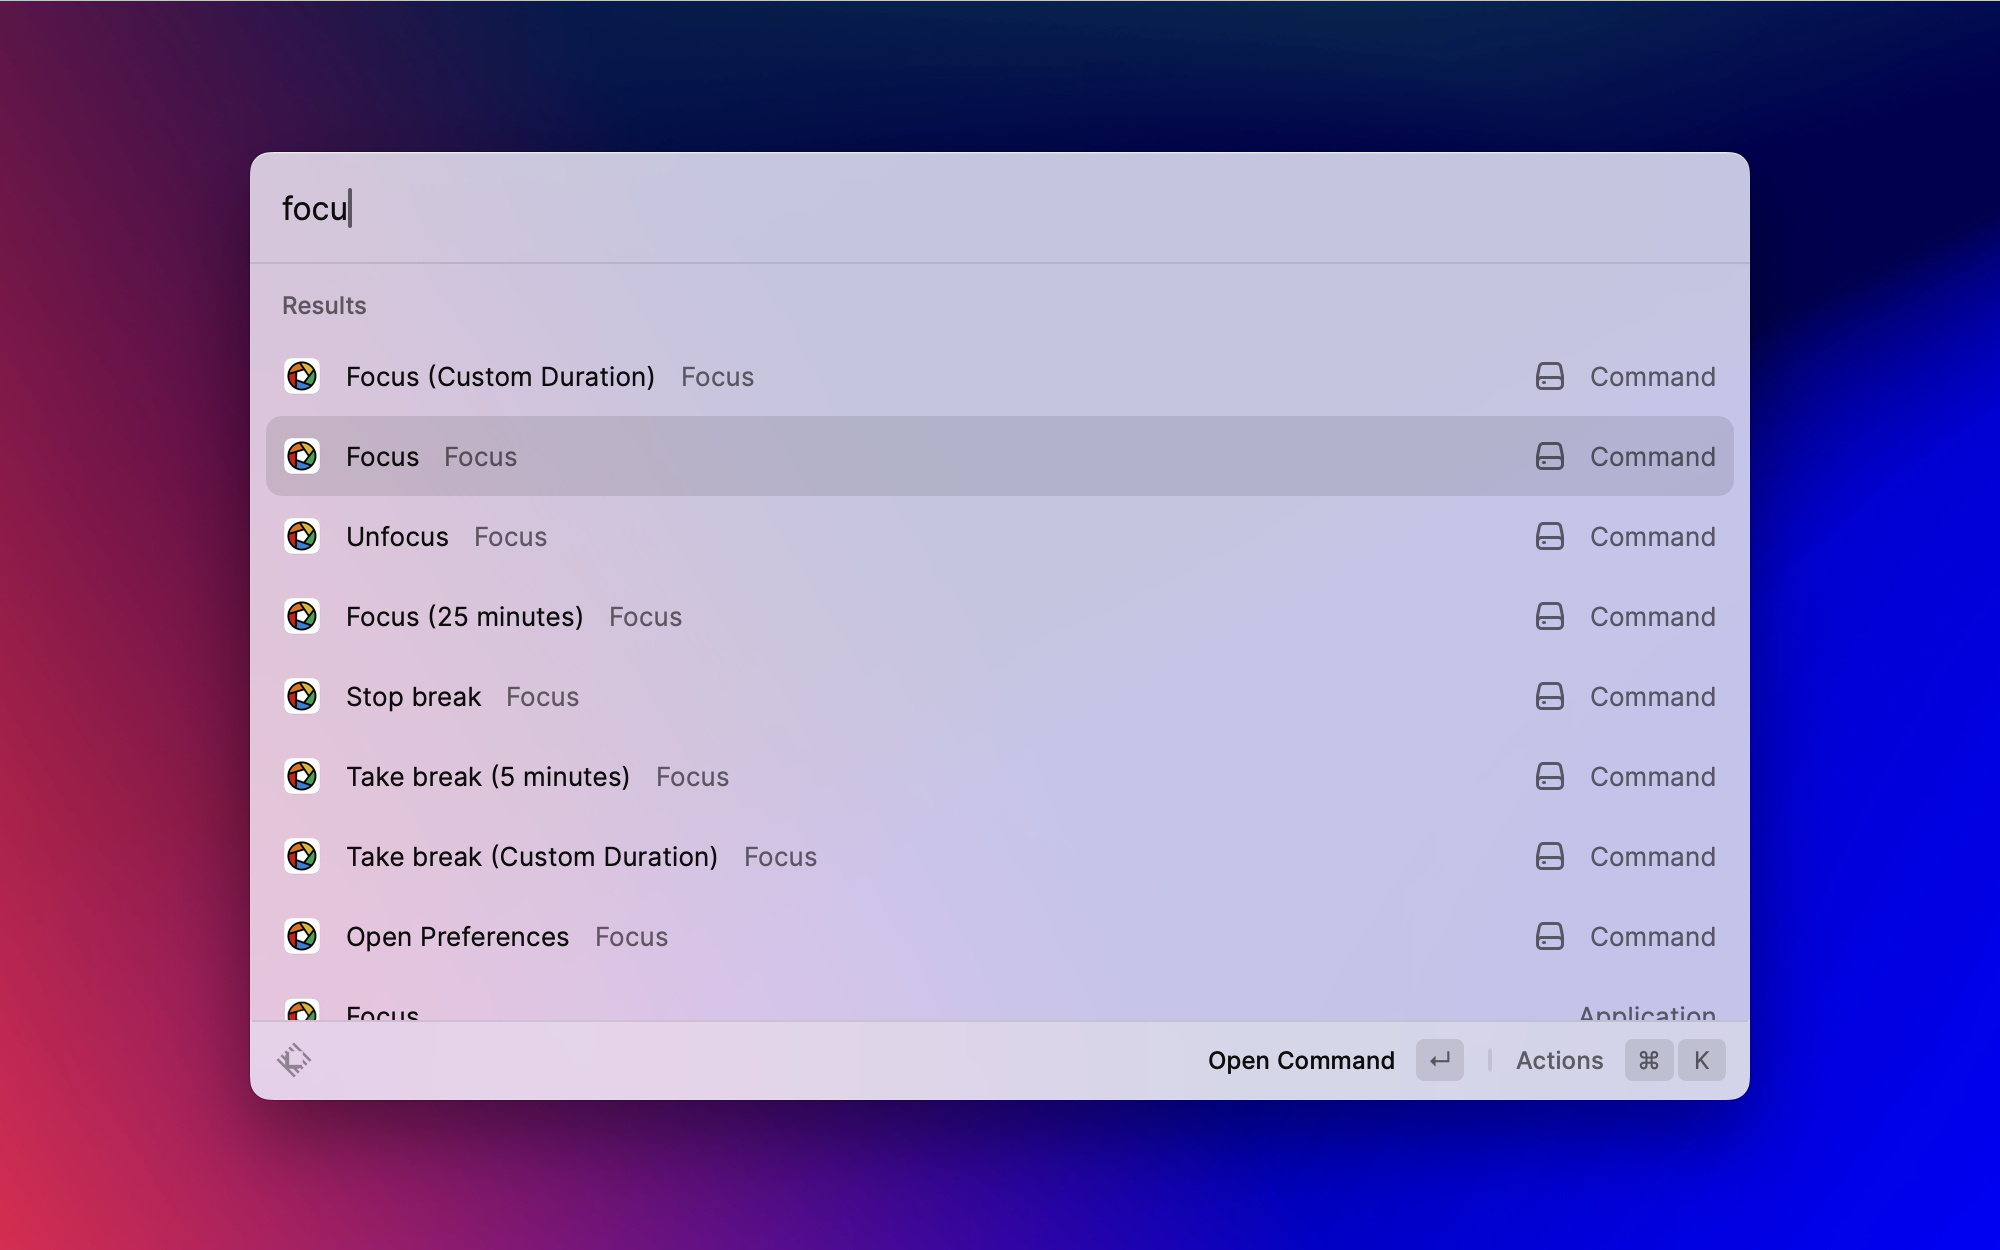 focu
Results
Focus (Custom Duration) Focus Command
Focus Focus Command
Unfocus Focus Command
Focus (25 minutes) Focus Command
Stop break Focus Command
Take break (5 minutes) Focus Command
Take break (Custom Duration) Focus Command
Open Preferences Focus Command
Focus Application
Open Command ↵ | Actions ⌘ K